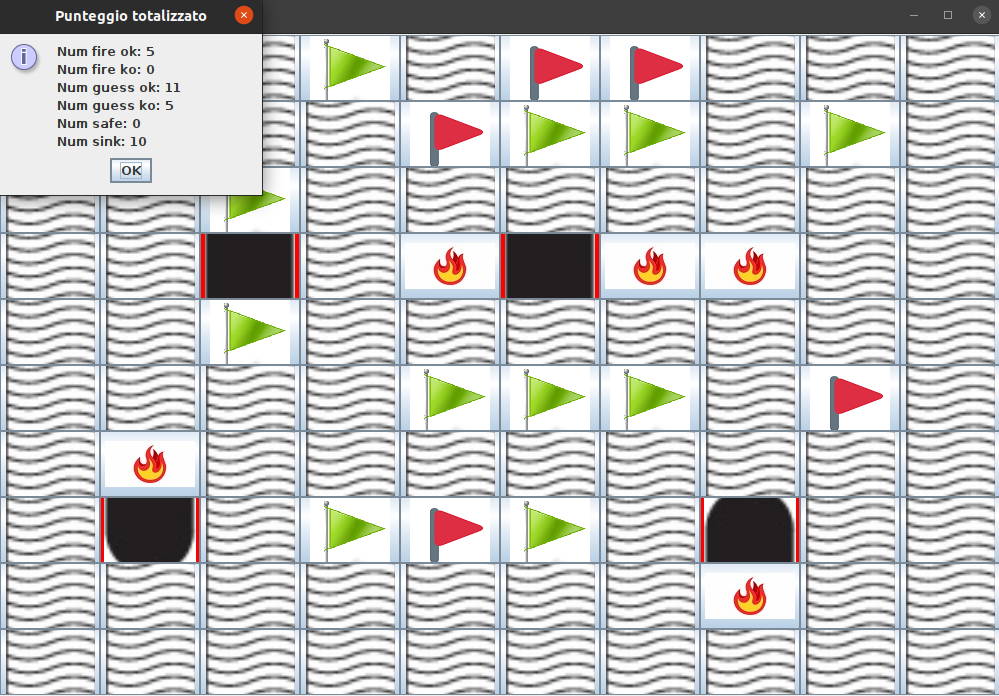 Punteggio totalizzato
Num fire ok: 5
Num fire ko: 0
Num guess ok: 11
Num guess ko: 5
Num safe: 0
Num sink: 10
OK